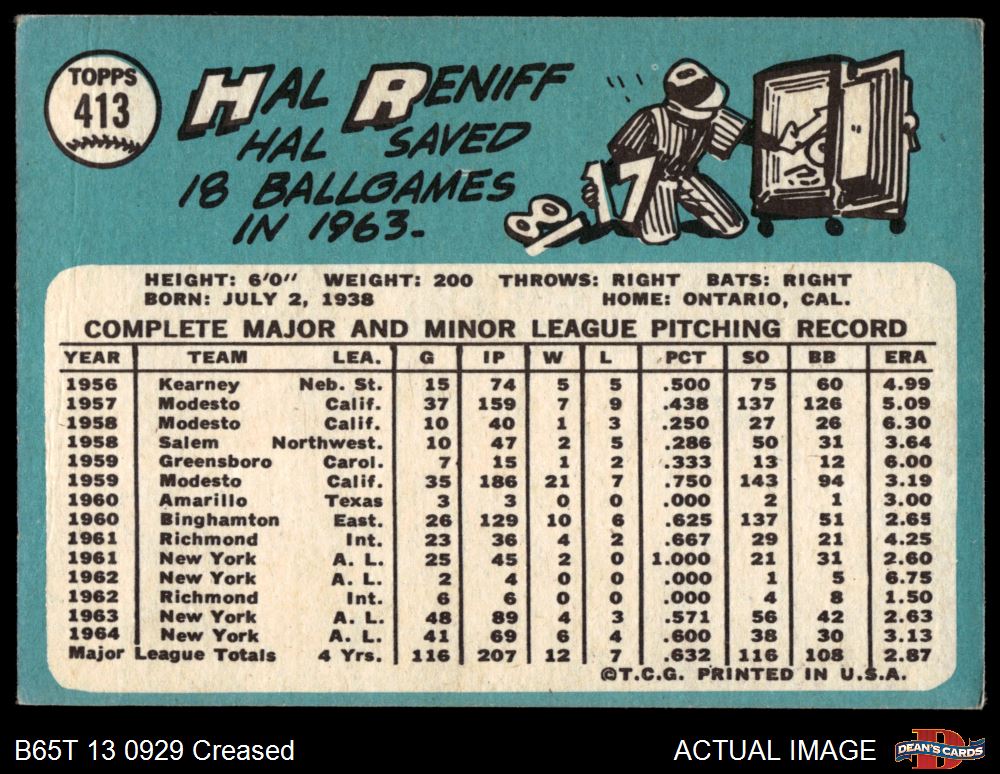 TOPPS
413
HAL RENIFF
HAL SAVED
18 BALLGAMES
IN 1963.
18 17
HEIGHT: 6'0" WEIGHT: 200 THROWS: RIGHT BATS: RIGHT
BORN: JULY 2, 1938 HOME: ONTARIO, CAL.
COMPLETE MAJOR AND MINOR LEAGUE PITCHING RECORD
YEAR TEAM LEA. G IP W L PCT SO BB ERA
1956 Kearney Neb. St. 15 74 5 5 .500 75 60 4.99
1957 Modesto Calif. 37 159 7 9 .438 137 126 5.09
1958 Modesto Calif. 10 40 1 3 .250 27 26 6.30
1958 Salem Northwest. 10 47 2 5 .286 50 31 3.64
1959 Greensboro Carol. 7 15 1 2 .333 13 12 6.00
1959 Modesto Calif. 35 186 21 7 .750 143 94 3.19
1960 Amarillo Texas 3 3 0 0 .000 2 1 3.00
1960 Binghamton East. 26 129 10 6 .625 137 51 2.65
1961 Richmond Int. 23 36 4 2 .667 29 21 4.25
1961 New York A. L. 25 45 2 0 1.000 21 31 2.60
1962 New York A. L. 2 4 0 0 .000 1 5 6.75
1962 Richmond Int. 6 6 0 0 .000 4 8 1.50
1963 New York A. L. 48 89 4 3 .571 56 42 2.63
1964 New York A. L. 41 69 6 4 .600 38 30 3.13
Major League Totals 4 Yrs. 116 207 12 7 .632 116 108 2.87
©T.C.G. PRINTED IN U.S.A.
B65T 13 0929 Creased ACTUAL IMAGE DEAN'S CARDS